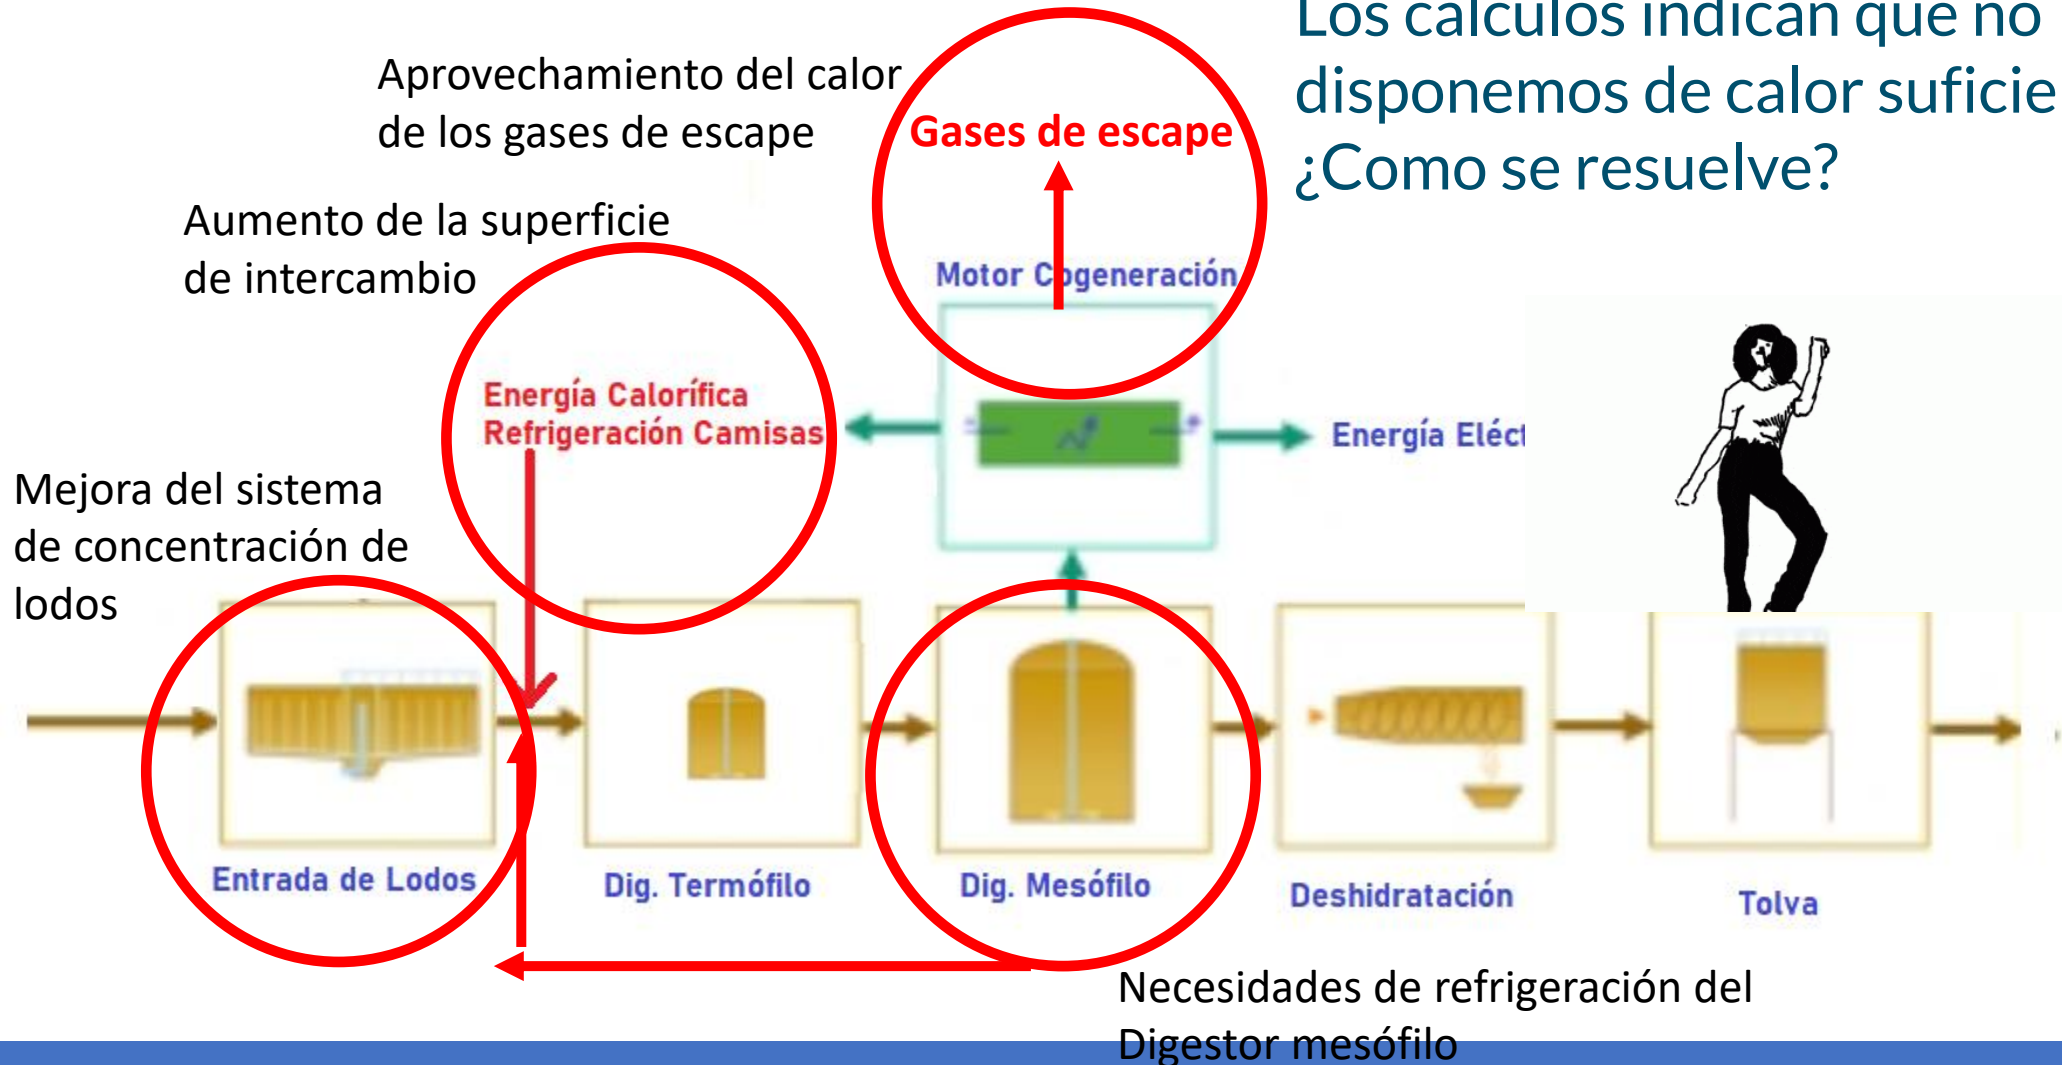 Los cálculos indican que no
disponemos de calor suficie
¿Como se resuelve?
Aprovechamiento del calor
de los gases de escape
Gases de escape
Aumento de la superficie
de intercambio
Motor Cogeneración
Energía Calorífica
Refrigeración Camisas
Energía Eléct
Mejora del sistema
de concentración de
lodos
Entrada de Lodos
Dig. Termófilo
Dig. Mesófilo
Deshidratación
Tolva
Necesidades de refrigeración del
Digestor mesófilo